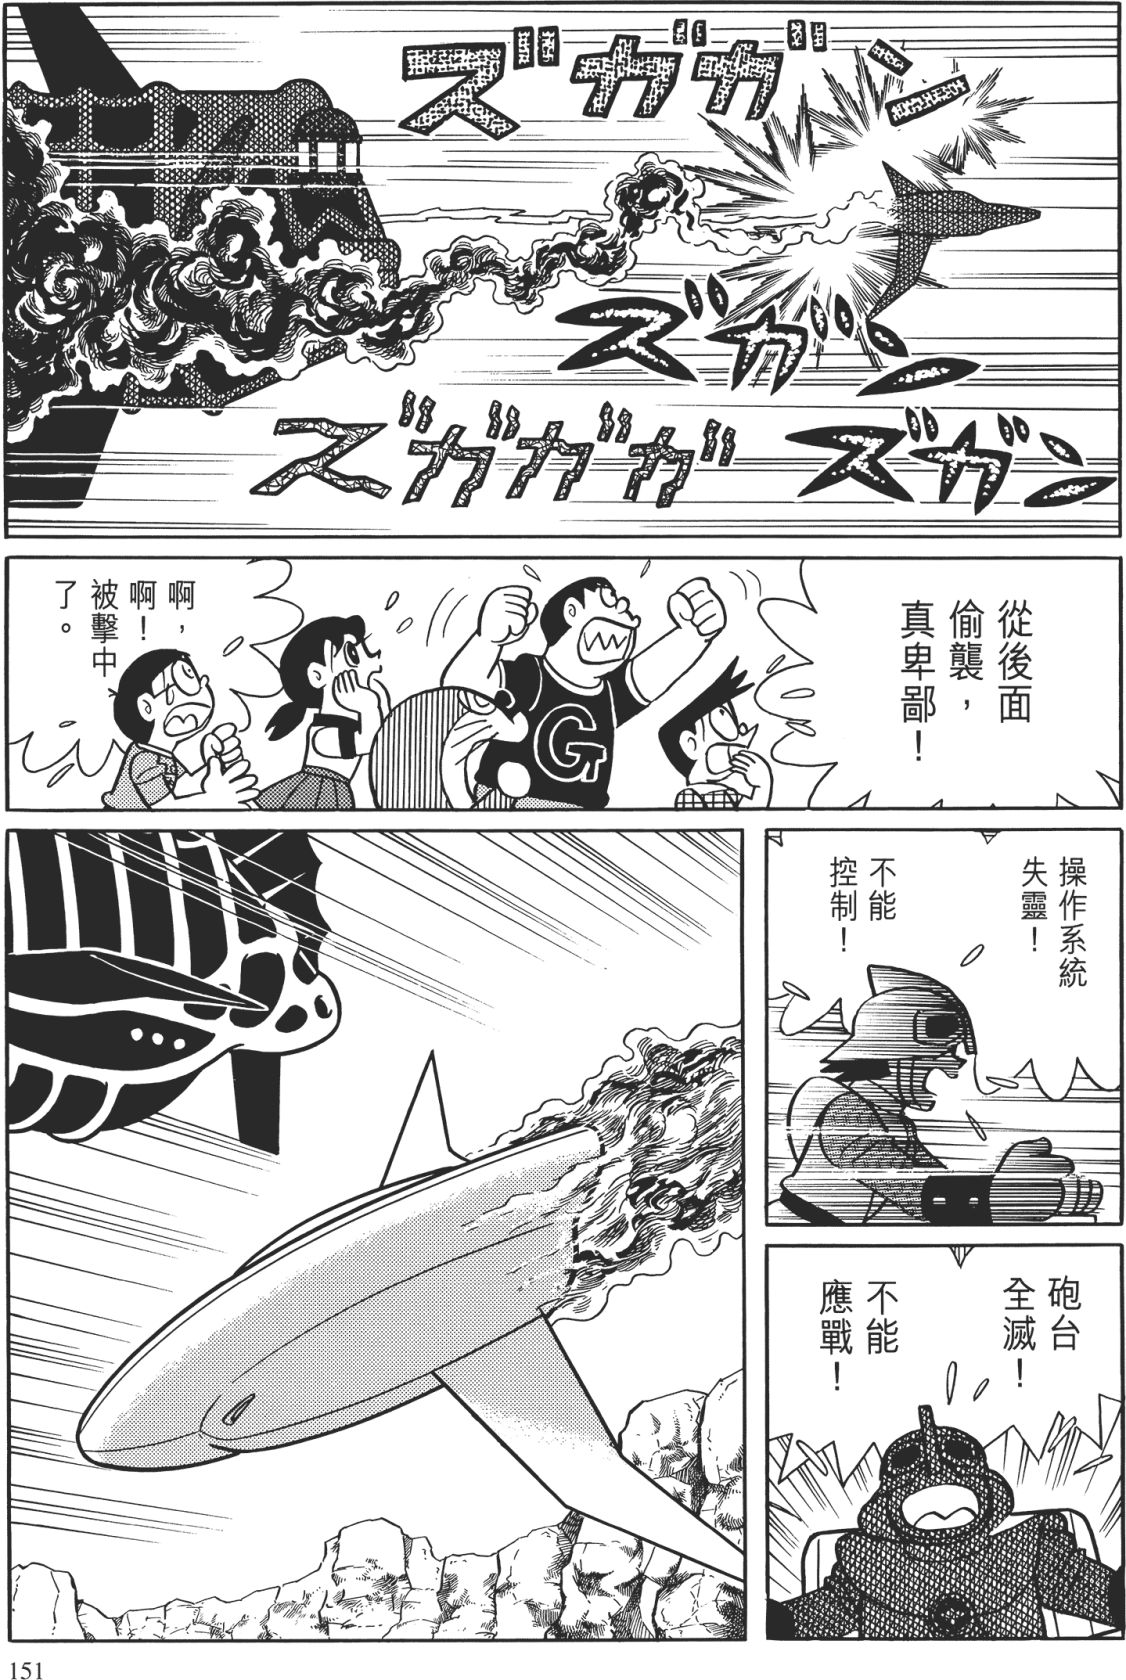 ズガガン
ズガン
ズガガガ
ズガン
從後面
偷襲，
真卑鄙！
啊，
啊！
被擊中
了。
G
操作系統
失靈！
不能
控制！
砲台
全滅！
不能
應戰！
151